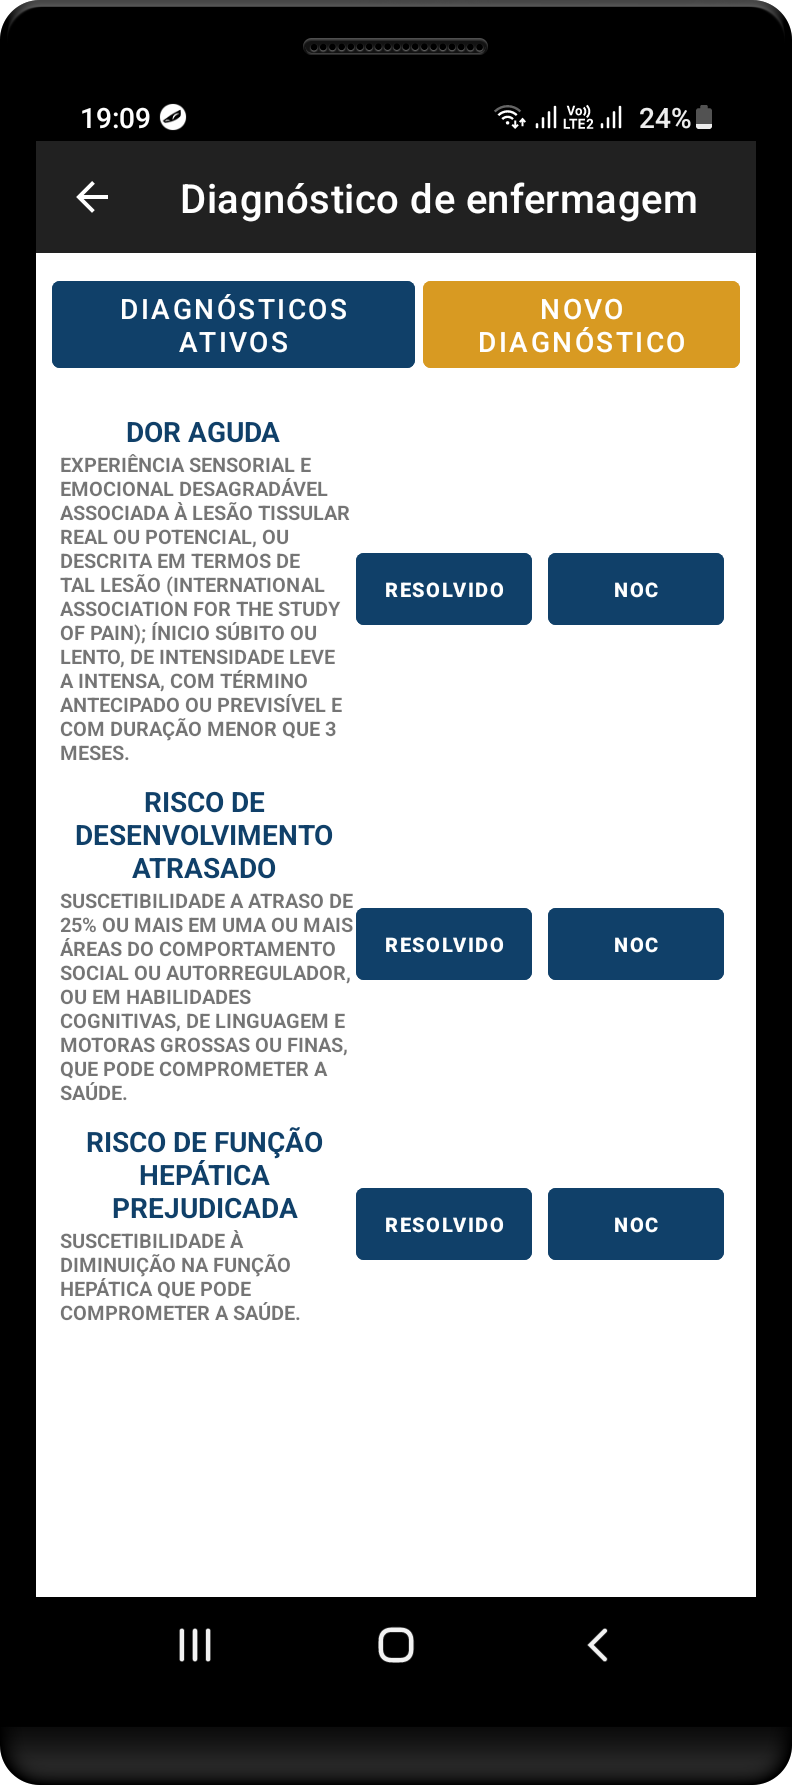 19:09
Vo)) LTE2
24%
Diagnóstico de enfermagem
DIAGNÓSTICOS
ATIVOS
NOVO
DIAGNÓSTICO
DOR AGUDA
EXPERIÊNCIA SENSORIAL E
EMOCIONAL DESAGRADÁVEL
ASSOCIADA À LESÃO TISSULAR
REAL OU POTENCIAL, OU
DESCRITA EM TERMOS DE
TAL LESÃO (INTERNATIONAL
ASSOCIATION FOR THE STUDY
OF PAIN); ÍNICIO SÚBITO OU
LENTO, DE INTENSIDADE LEVE
A INTENSA, COM TÉRMINO
ANTECIPADO OU PREVISÍVEL E
COM DURAÇÃO MENOR QUE 3
MESES.
RESOLVIDO
NOC
RISCO DE
DESENVOLVIMENTO
ATRASADO
SUSCETIBILIDADE A ATRASO DE
25% OU MAIS EM UMA OU MAIS
ÁREAS DO COMPORTAMENTO
SOCIAL OU AUTORREGULADOR,
OU EM HABILIDADES
COGNITIVAS, DE LINGUAGEM E
MOTORAS GROSSAS OU FINAS,
QUE PODE COMPROMETER A
SAÚDE.
RESOLVIDO
NOC
RISCO DE FUNÇÃO
HEPÁTICA
PREJUDICADA
SUSCETIBILIDADE À
DIMINUIÇÃO NA FUNÇÃO
HEPÁTICA QUE PODE
COMPROMETER A SAÚDE.
RESOLVIDO
NOC